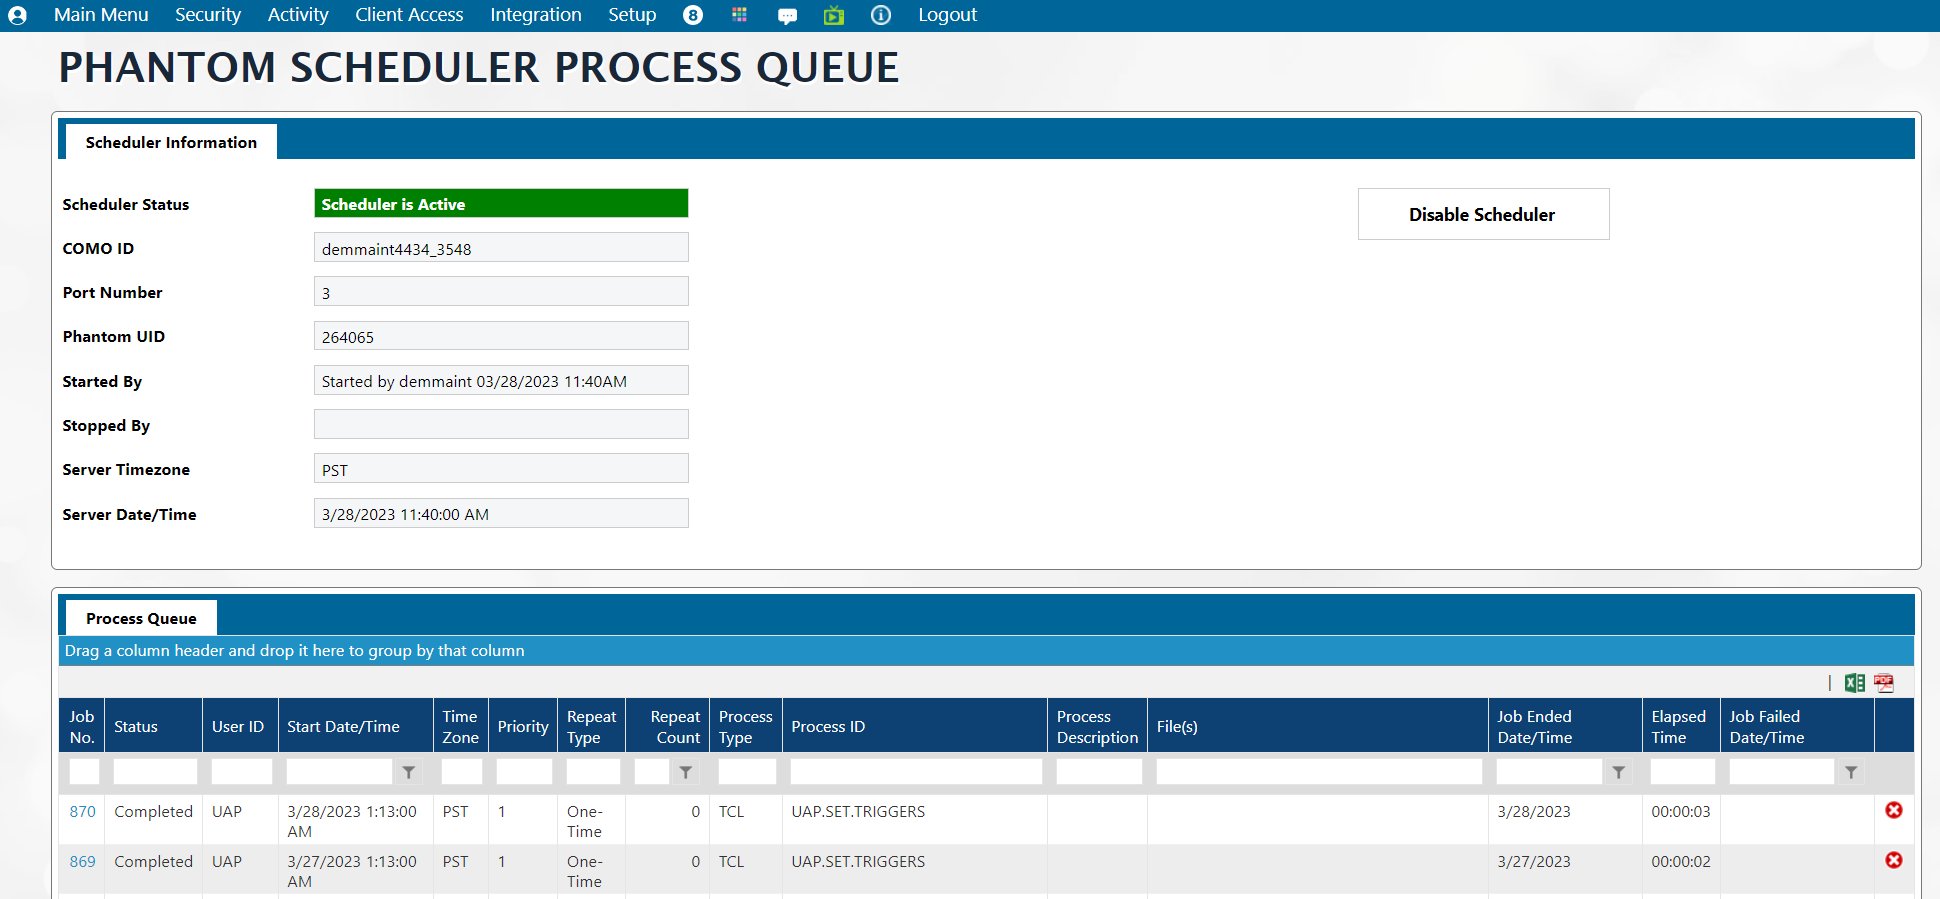 Main Menu Security Activity Client Access Integration Setup 8 Logout
PHANTOM SCHEDULER PROCESS QUEUE
Scheduler Information
Scheduler Status Scheduler is Active Disable Scheduler
COMO ID demmaint4434_3548
Port Number 3
Phantom UID 264065
Started By Started by demmaint 03/28/2023 11:40AM
Stopped By
Server Timezone PST
Server Date/Time 3/28/2023 11:40:00 AM
Process Queue
Drag a column header and drop it here to group by that column
| PDF
Job No. Status User ID Start Date/Time Time Zone Priority Repeat Type Repeat Count Process Type Process ID Process Description File(s) Job Ended Date/Time Elapsed Time Job Failed Date/Time
870 Completed UAP 3/28/2023 1:13:00 AM PST 1 One-Time 0 TCL UAP.SET.TRIGGERS 3/28/2023 00:00:03
869 Completed UAP 3/27/2023 1:13:00 AM PST 1 One-Time 0 TCL UAP.SET.TRIGGERS 3/27/2023 00:00:02